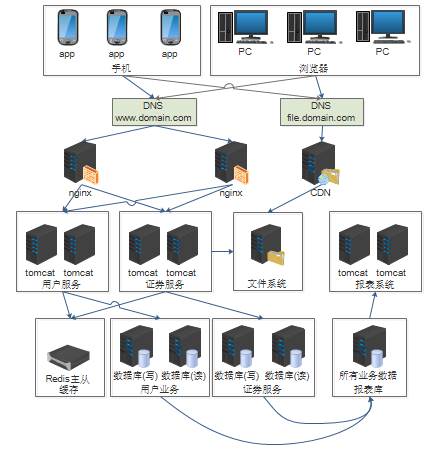 app app app
手机
PC PC PC
浏览器
DNS
www.domain.com
DNS
file.domain.com
nginx
nginx
CDN
tomcat tomcat
用户服务
tomcat tomcat
证券服务
文件系统
tomcat tomcat
报表系统
Redis主从
缓存
数据库(写) 数据库(读)
用户业务
数据库(写) 数据库(读)
证券服务
所有业务数据
报表库